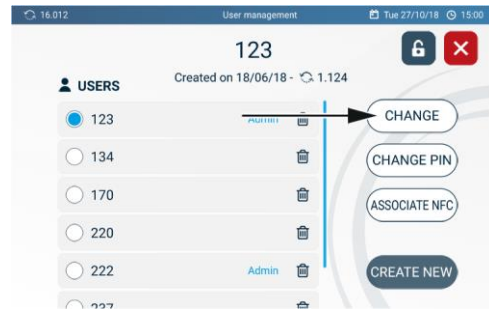 16.012 User management Tue 27/10/18 15:00
123
Created on 18/06/18 - 1.124
USERS
123 Admin
CHANGE
134
CHANGE PIN
170
ASSOCIATE NFC
220
222 Admin
CREATE NEW
237